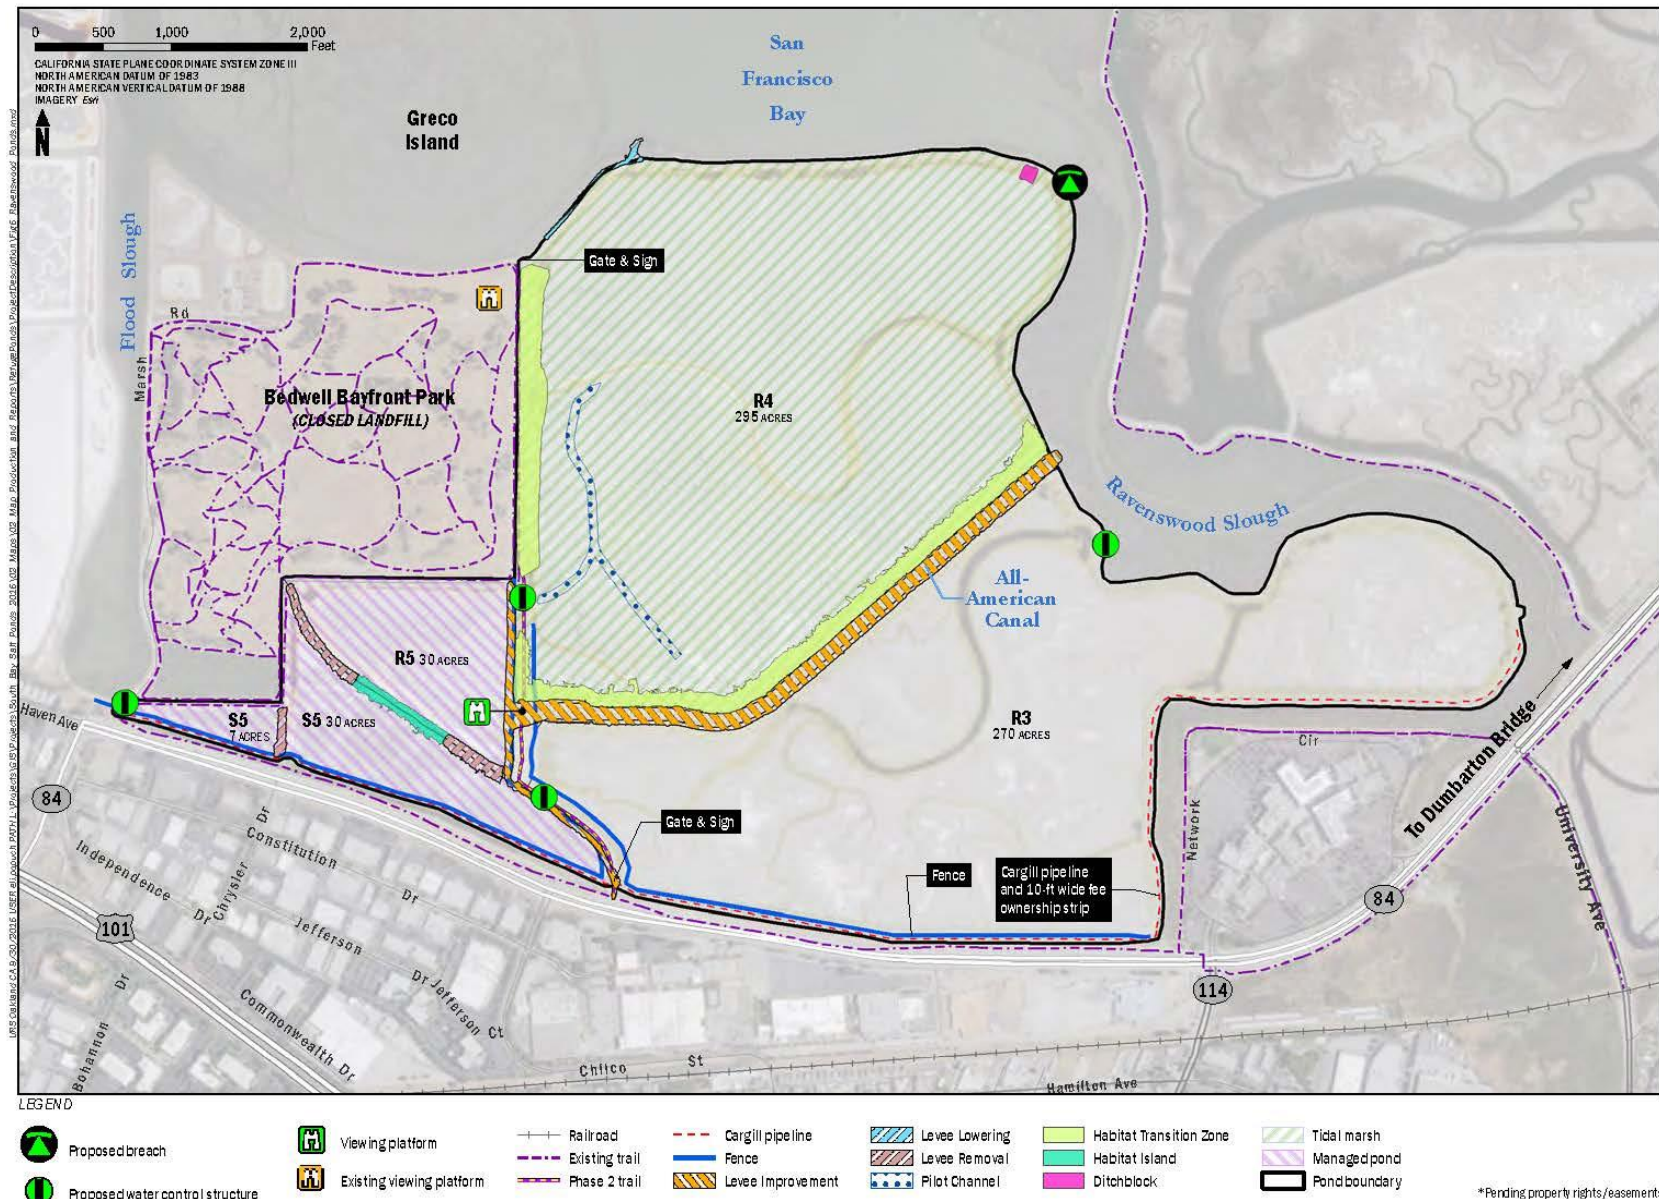 0 500 1,000 2,000
Feet
CALIFORNIA STATE PLANE COORDINATE SYSTEM ZONE III
NORTH AMERICAN DATUM OF 1983
NORTH AMERICAN VERTICAL DATUM OF 1988
IMAGERY Esri
N
San
Francisco
Bay
Greco
Island
Flood Slough
Marsh
Rd
Gate & Sign
Bedwell Bayfront Park
(CLOSED LANDFILL)
R4
295 ACRES
Ravenswood Slough
All-
American
Canal
R5 30 ACRES
S5
7 ACRES
S5 30 ACRES
R3
270 ACRES
Haven Ave
84
Cir
Network
To Dumbarton Bridge
University Ave
Gate & Sign
Fence
Cargill pipeline
and 10-ft wide fee
ownership strip
84
114
101
Constitution Dr
Independence Dr
Chrysler Dr
Jefferson Dr
Jefferson Ct
Commonwealth Dr
Bohannon Dr
Chilco St
Hamilton Ave
LEGEND
Proposed breach
Proposed water control structure
Viewing platform
Existing viewing platform
Railroad
Existing trail
Phase 2 trail
Cargill pipeline
Fence
Levee Improvement
Levee Lowering
Levee Removal
Pilot Channel
Habitat Transition Zone
Habitat Island
Ditchblock
Tidal marsh
Managed pond
Pond boundary